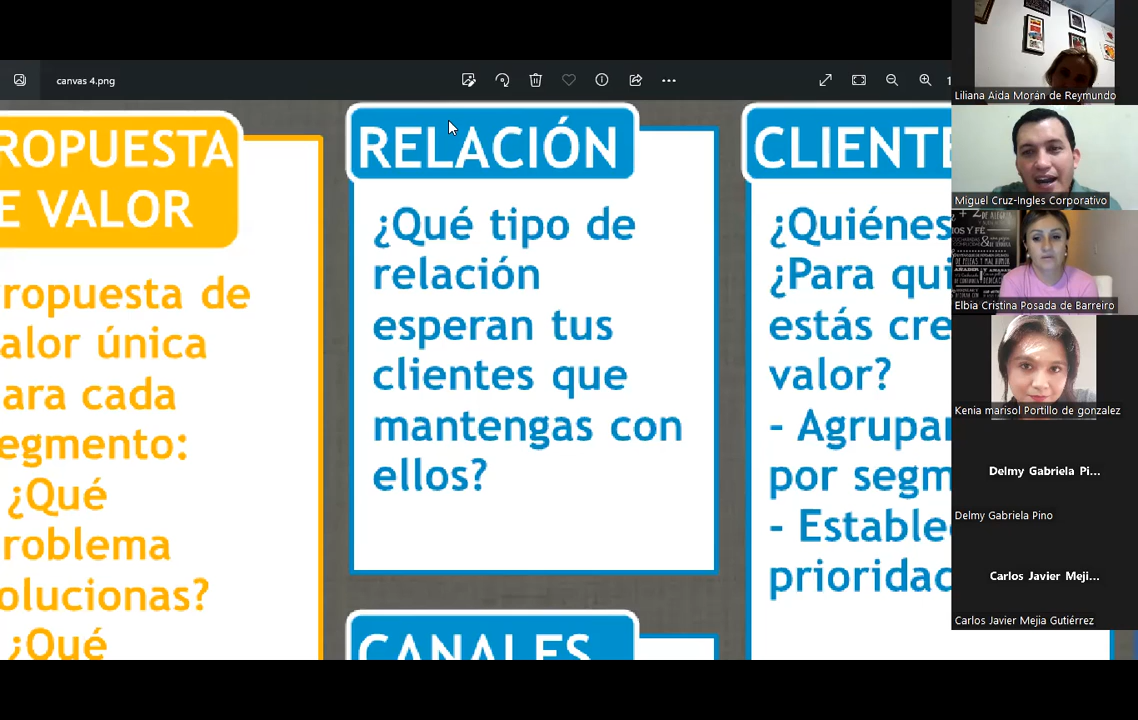 canvas 4.png
1
ROPUESTA
E VALOR
ropuesta de
alor única
ara cada
egmento:
¿Qué
roblema
olucionas?
¿Qué
RELACIÓN
¿Qué tipo de
relación
esperan tus
clientes que
mantengas con
ellos?
CANALES
CLIENTE
¿Quiénes
¿Para qui
estás cre
valor?
- Agrupar
por segm
- Establec
prioridad
Liliana Aida Morán de Reymundo
Miguel Cruz-Ingles Corporativo
Elbia Cristina Posada de Barreiro
Kenia marisol Portillo de gonzalez
Delmy Gabriela Pi...
Delmy Gabriela Pino
Carlos Javier Meji...
Carlos Javier Mejia Gutiérrez